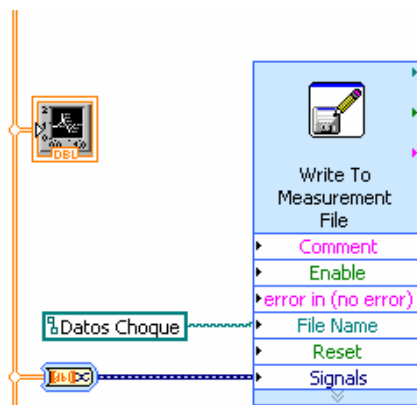 DBL
Write To
Measurement
File
Comment
Enable
error in (no error)
Datos Choque
File Name
Reset
Signals